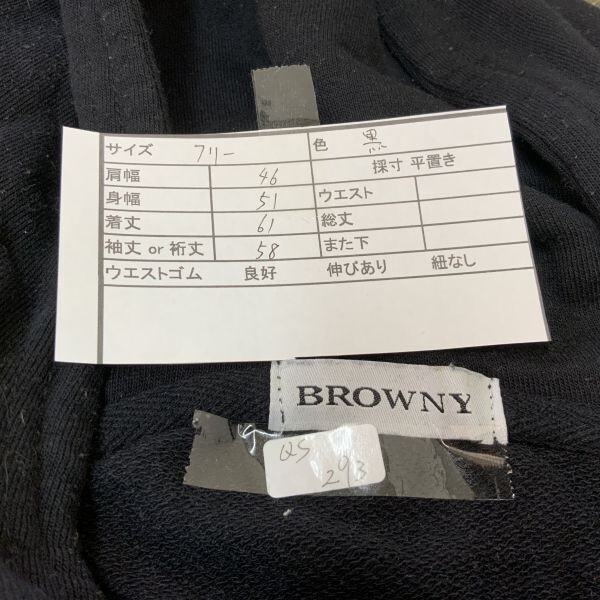 サイズ フリー 色 黒
肩幅 46 採寸 平置き
身幅 51 ウエスト
着丈 61 総丈
袖丈 or 裄丈 58 また下
ウエストゴム 良好 伸びあり 紐なし
BROWNY
QS
293